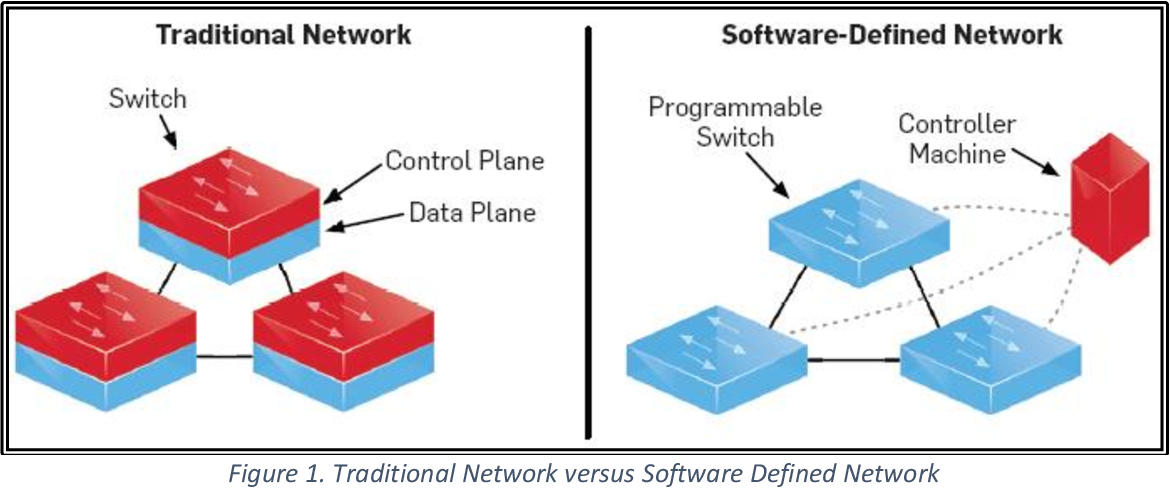 Traditional Network
Switch
Control Plane
Data Plane
Software-Defined Network
Programmable
Switch
Controller
Machine
Figure 1. Traditional Network versus Software Defined Network